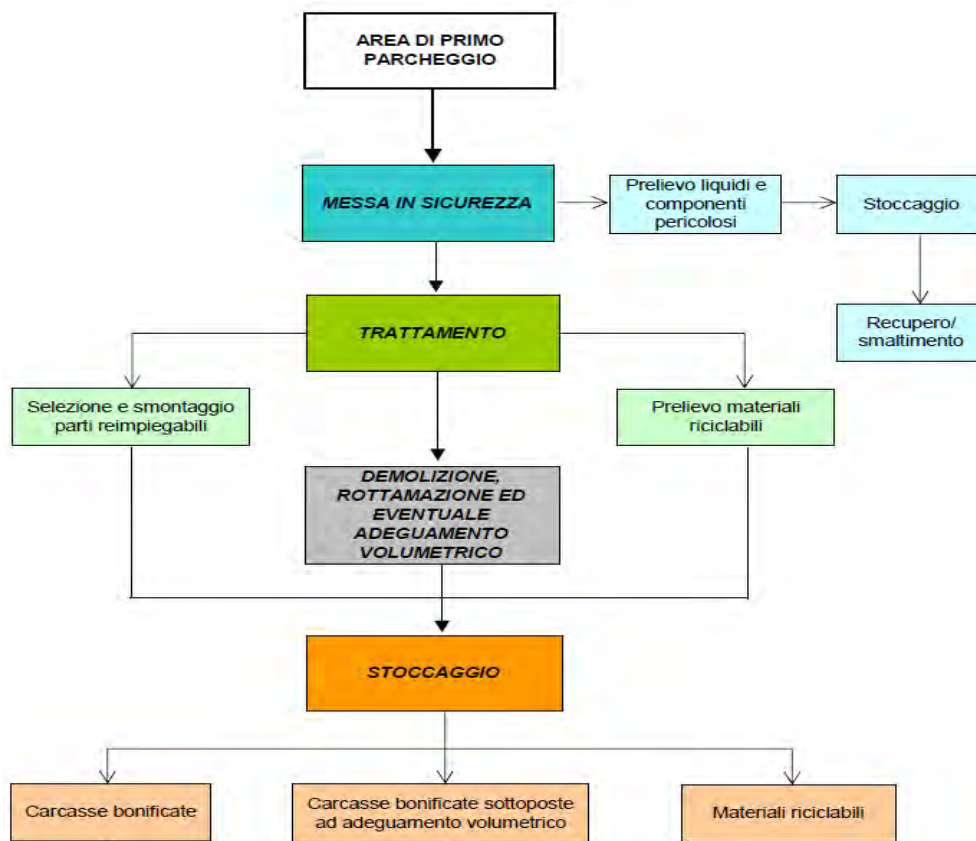 AREA DI PRIMO
PARCHEGGIO
MESSA IN SICUREZZA
Prelievo liquidi e
componenti
pericolosi
Stoccaggio
TRATTAMENTO
Recupero/
smaltimento
Selezione e smontaggio
parti reimpiegabili
Prelievo materiali
riciclabili
DEMOLIZIONE,
ROTTAMAZIONE ED
EVENTUALE
ADEGUAMENTO
VOLUMETRICO
STOCCAGGIO
Carcasse bonificate
Carcasse bonificate sottoposte
ad adeguamento volumetrico
Materiali riciclabili